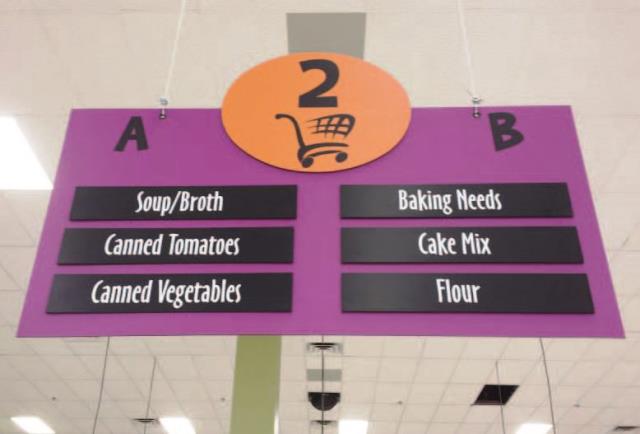 2
A
B
Soup/Broth
Canned Tomatoes
Canned Vegetables
Baking Needs
Cake Mix
Flour